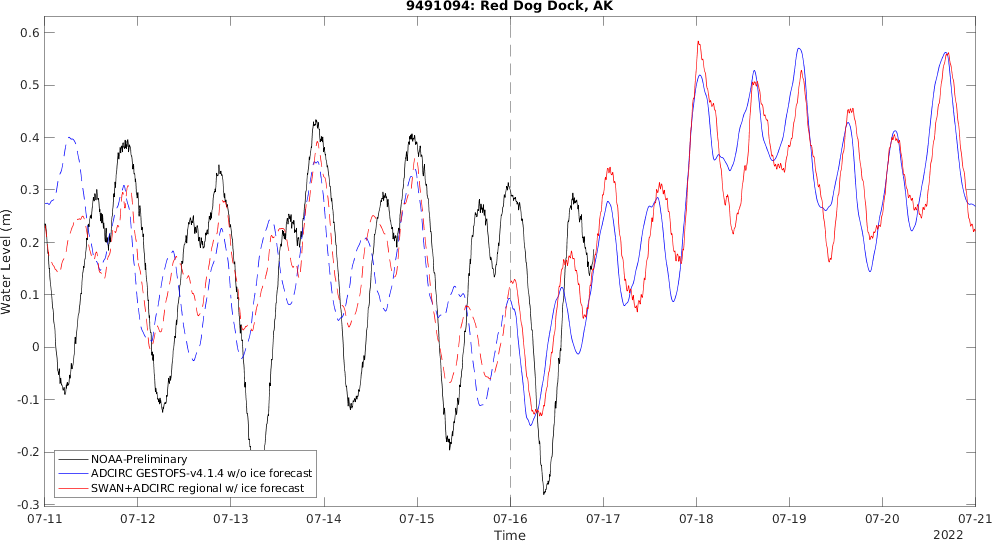 9491094: Red Dog Dock, AK
Water Level (m)
0.6
0.5
0.4
0.3
0.2
0.1
0
-0.1
-0.2
-0.3
NOAA-Preliminary
ADCIRC GESTOFS-v4.1.4 w/o ice forecast
SWAN+ADCIRC regional w/ ice forecast
07-11 07-12 07-13 07-14 07-15 07-16 07-17 07-18 07-19 07-20 07-21
Time
2022